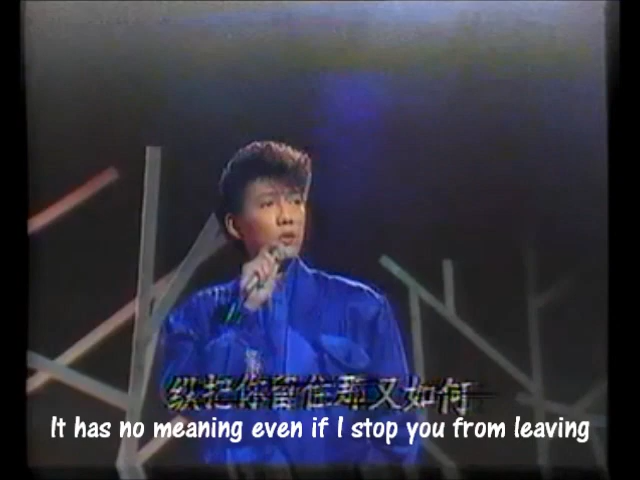 纵把你留住那又如何
It has no meaning even if I stop you from leaving